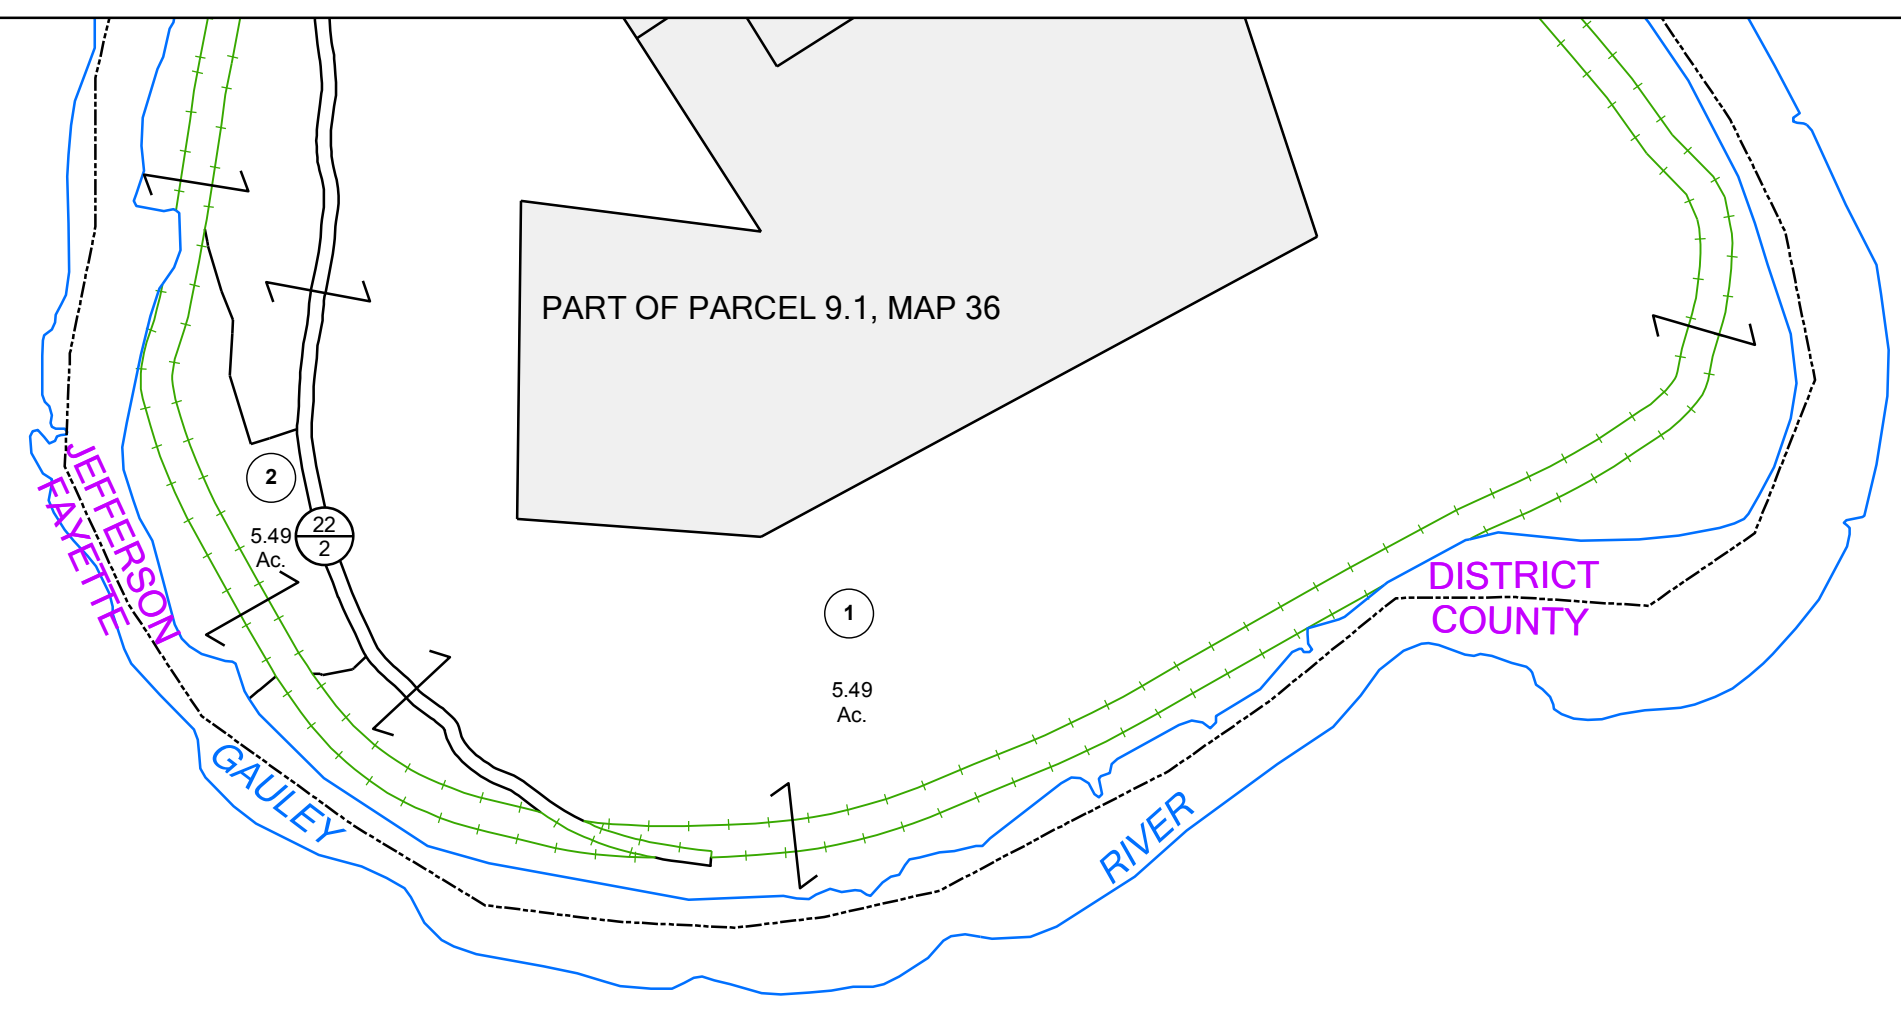 PART OF PARCEL 9.1, MAP 36
2
22
2
5.49
Ac.
JEFFERSON
FAYETTE
DISTRICT
COUNTY
1
5.49
Ac.
GAULEY
RIVER